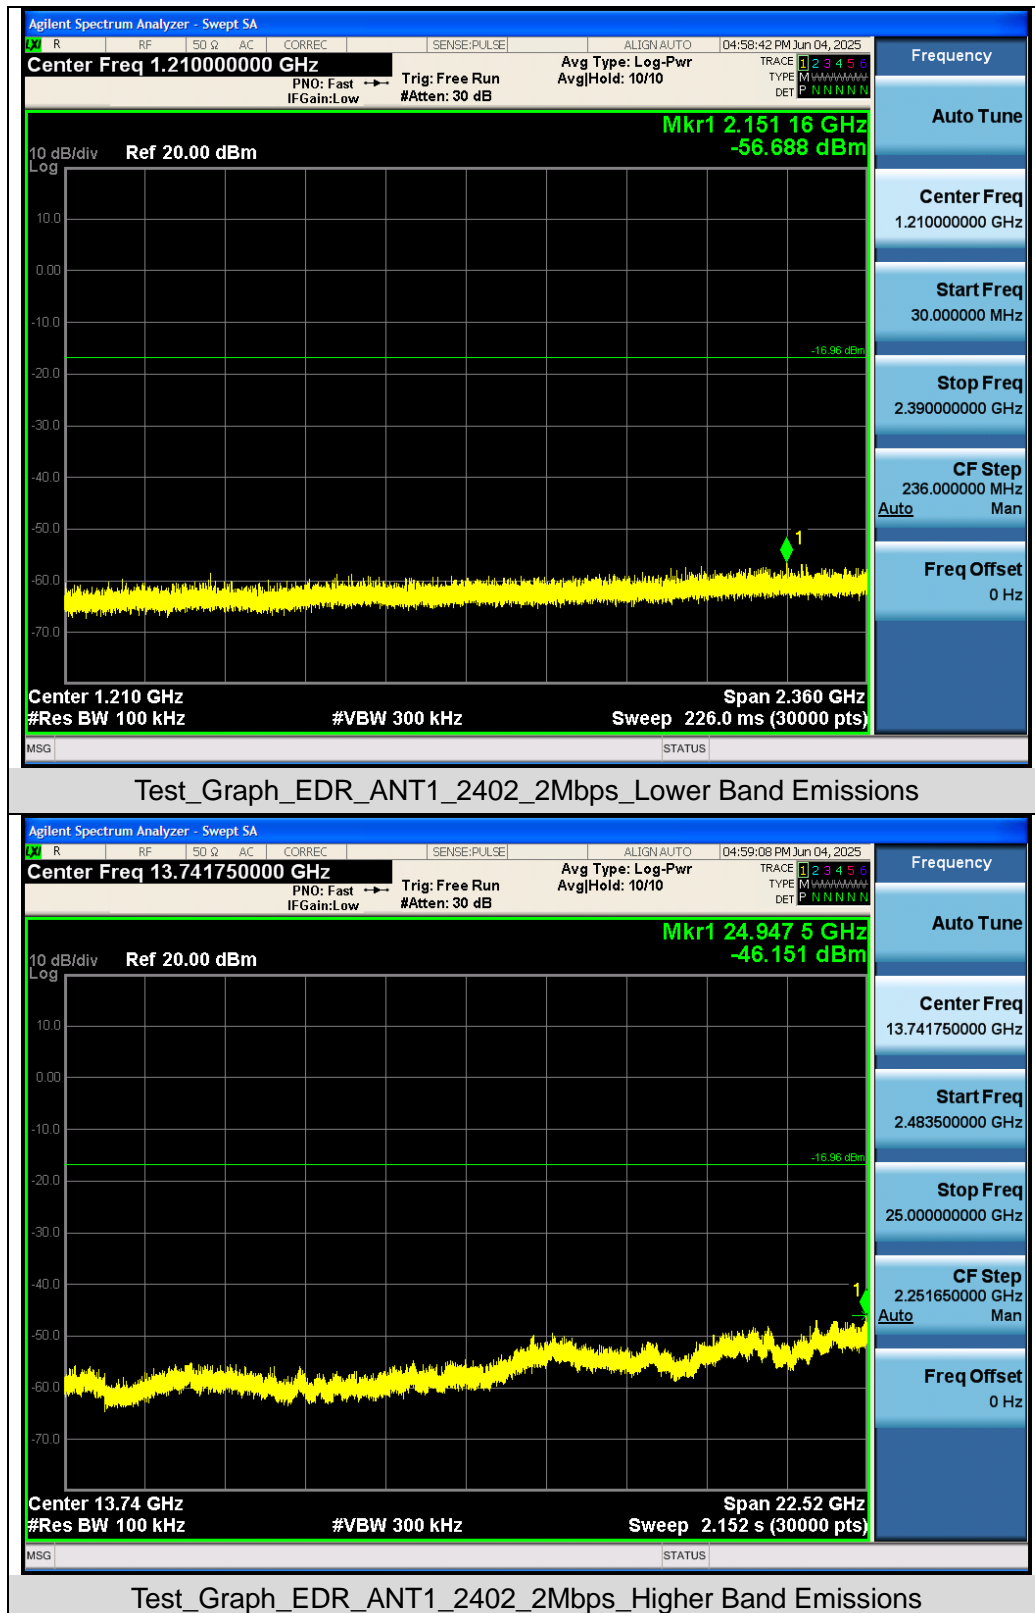 Agilent Spectrum Analyzer - Swept SA
LXI R RF 50 Ω AC CORREC SENSE:PULSE ALIGN AUTO 04:58:42 PM Jun 04, 2025
Center Freq 1.210000000 GHz
PNO: Fast
IFGain:Low
Trig: Free Run
#Atten: 30 dB
Avg Type: Log-Pwr
Avg|Hold: 10/10
TRACE 1 2 3 4 5 6
TYPE M WWWWW
DET P N N N N N
Mkr1 2.151 16 GHz
-56.688 dBm
10 dB/div Ref 20.00 dBm
Log
10.0
0.00
-10.0
-16.96 dBm
-20.0
-30.0
-40.0
-50.0
1
-60.0
-70.0
Center 1.210 GHz Span 2.360 GHz
#Res BW 100 kHz #VBW 300 kHz Sweep 226.0 ms (30000 pts)
MSG STATUS
Frequency
Auto Tune
Center Freq
1.210000000 GHz
Start Freq
30.000000 MHz
Stop Freq
2.390000000 GHz
CF Step
236.000000 MHz
Auto Man
Freq Offset
0 Hz
Test_Graph_EDR_ANT1_2402_2Mbps_Lower Band Emissions
Agilent Spectrum Analyzer - Swept SA
LXI R RF 50 Ω AC CORREC SENSE:PULSE ALIGN AUTO 04:59:08 PM Jun 04, 2025
Center Freq 13.741750000 GHz
PNO: Fast
IFGain:Low
Trig: Free Run
#Atten: 30 dB
Avg Type: Log-Pwr
Avg|Hold: 10/10
TRACE 1 2 3 4 5 6
TYPE M WWWWW
DET P N N N N N
Mkr1 24.947 5 GHz
-46.151 dBm
10 dB/div Ref 20.00 dBm
Log
10.0
0.00
-10.0
-16.96 dBm
-20.0
-30.0
-40.0
1
-50.0
-60.0
-70.0
Center 13.74 GHz Span 22.52 GHz
#Res BW 100 kHz #VBW 300 kHz Sweep 2.152 s (30000 pts)
MSG STATUS
Frequency
Auto Tune
Center Freq
13.741750000 GHz
Start Freq
2.483500000 GHz
Stop Freq
25.000000000 GHz
CF Step
2.251650000 GHz
Auto Man
Freq Offset
0 Hz
Test_Graph_EDR_ANT1_2402_2Mbps_Higher Band Emissions